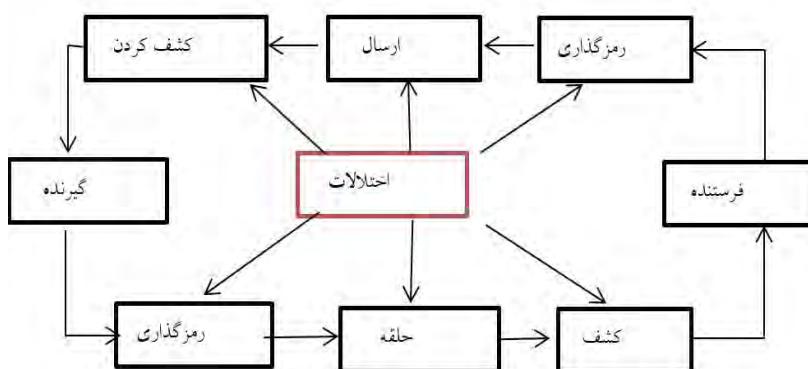 رمزگذاری
ارسال
کشف کردن
فرستنده
اختلالات
گیرنده
کشف
حلقه
رمزگذاری